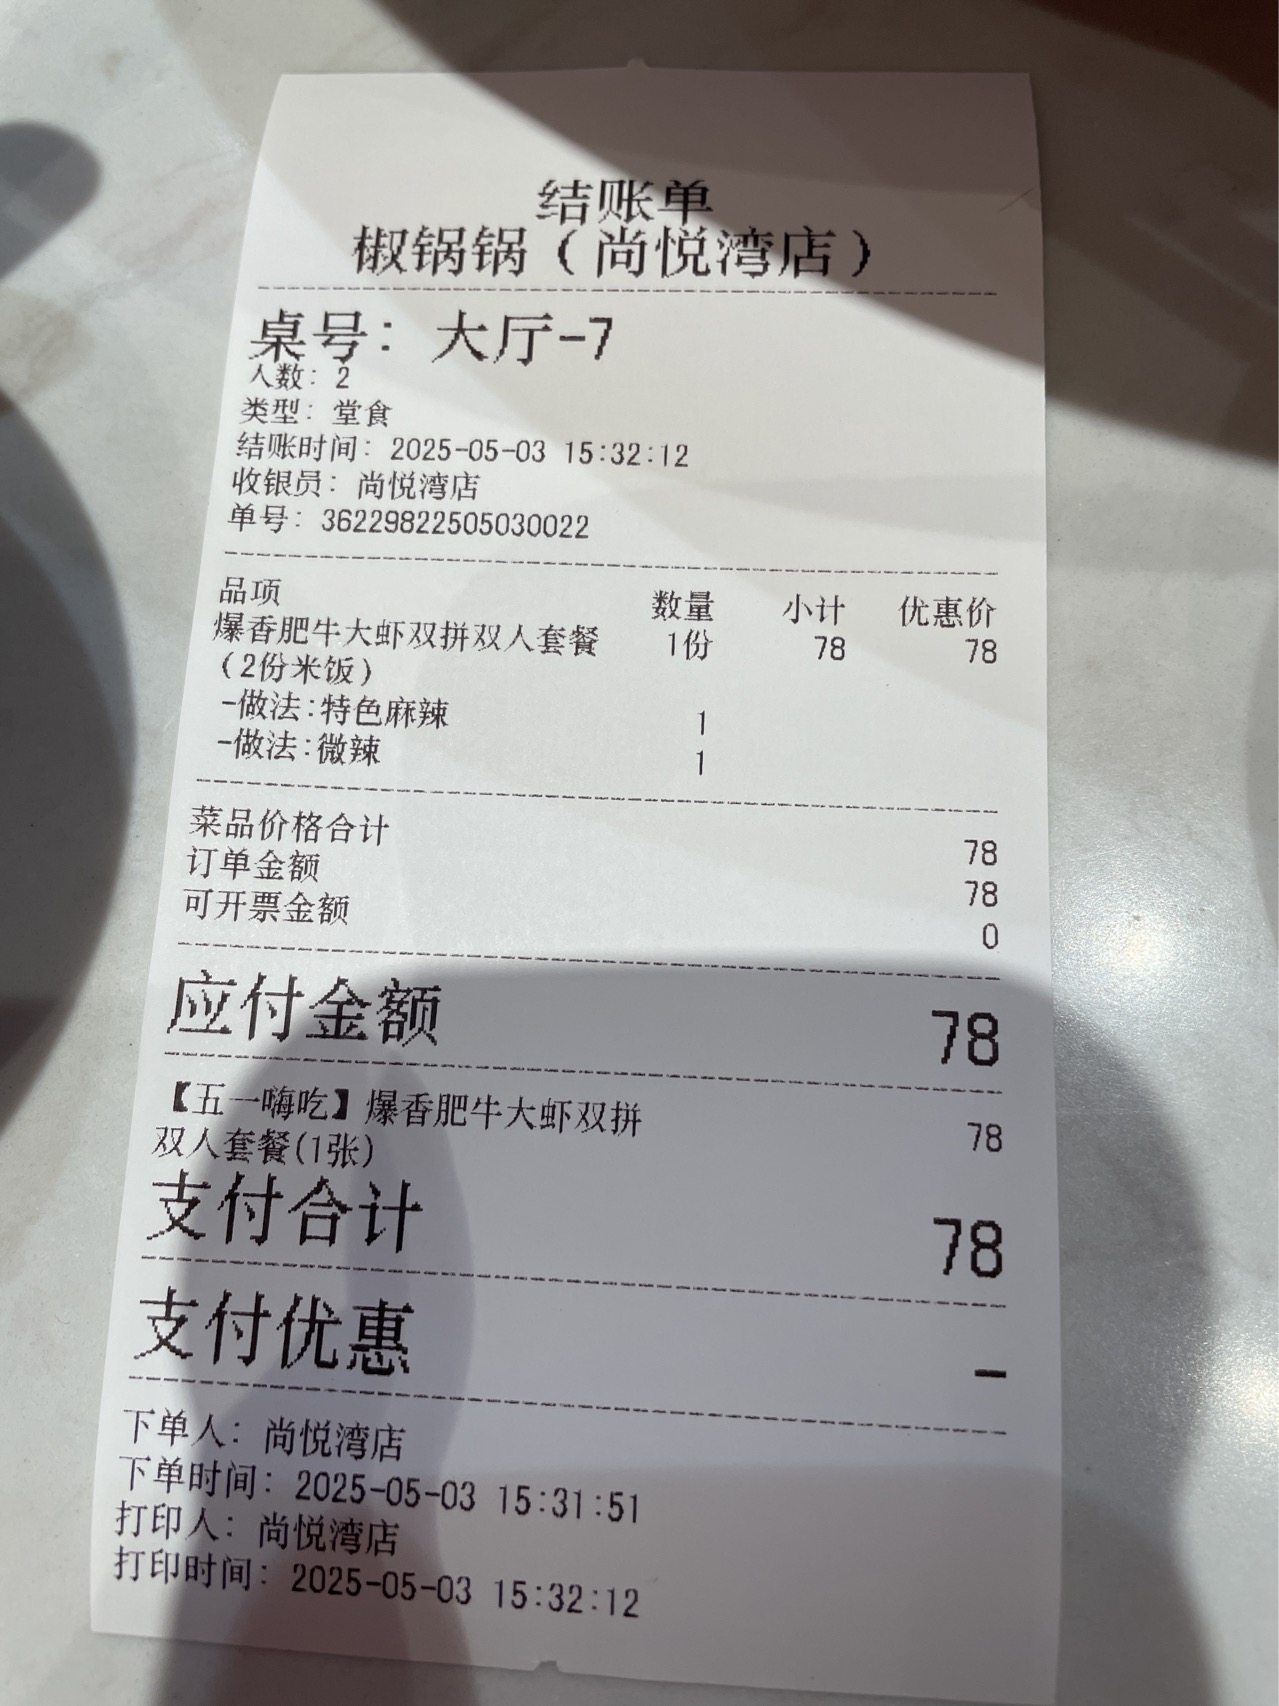 结账单
椒锅锅（尚悦湾店）
桌号：大厅-7
人数：2
类型：堂食
结账时间：2025-05-03 15:32:12
收银员：尚悦湾店
单号：36229822505030022
品项 数量 小计 优惠价
爆香肥牛大虾双拼双人套餐 1份 78 78
（2份米饭）
-做法:特色麻辣 1
-做法:微辣 1
菜品价格合计 78
订单金额 78
可开票金额 0
应付金额 78
【五一嗨吃】爆香肥牛大虾双拼 78
双人套餐(1张)
支付合计 78
支付优惠 -
下单人：尚悦湾店
下单时间：2025-05-03 15:31:51
打印人：尚悦湾店
打印时间：2025-05-03 15:32:12